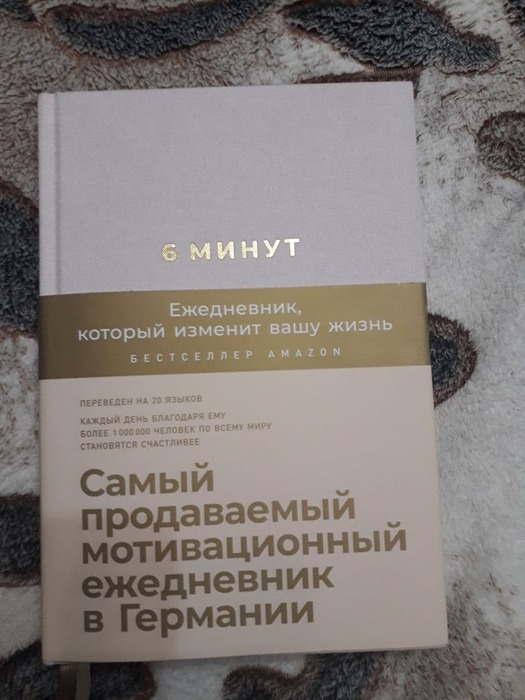 6 МИНУТ
Ежедневник,
который изменит вашу жизнь
БЕСТСЕЛЛЕР AMAZON
ПЕРЕВЕДЕН НА 20 ЯЗЫКОВ
КАЖДЫЙ ДЕНЬ БЛАГОДАРЯ ЕМУ
БОЛЕЕ 1 000 000 ЧЕЛОВЕК ПО ВСЕМУ МИРУ
СТАНОВЯТСЯ СЧАСТЛИВЕЕ
Самый
продаваемый
мотивационный
ежедневник
в Германии